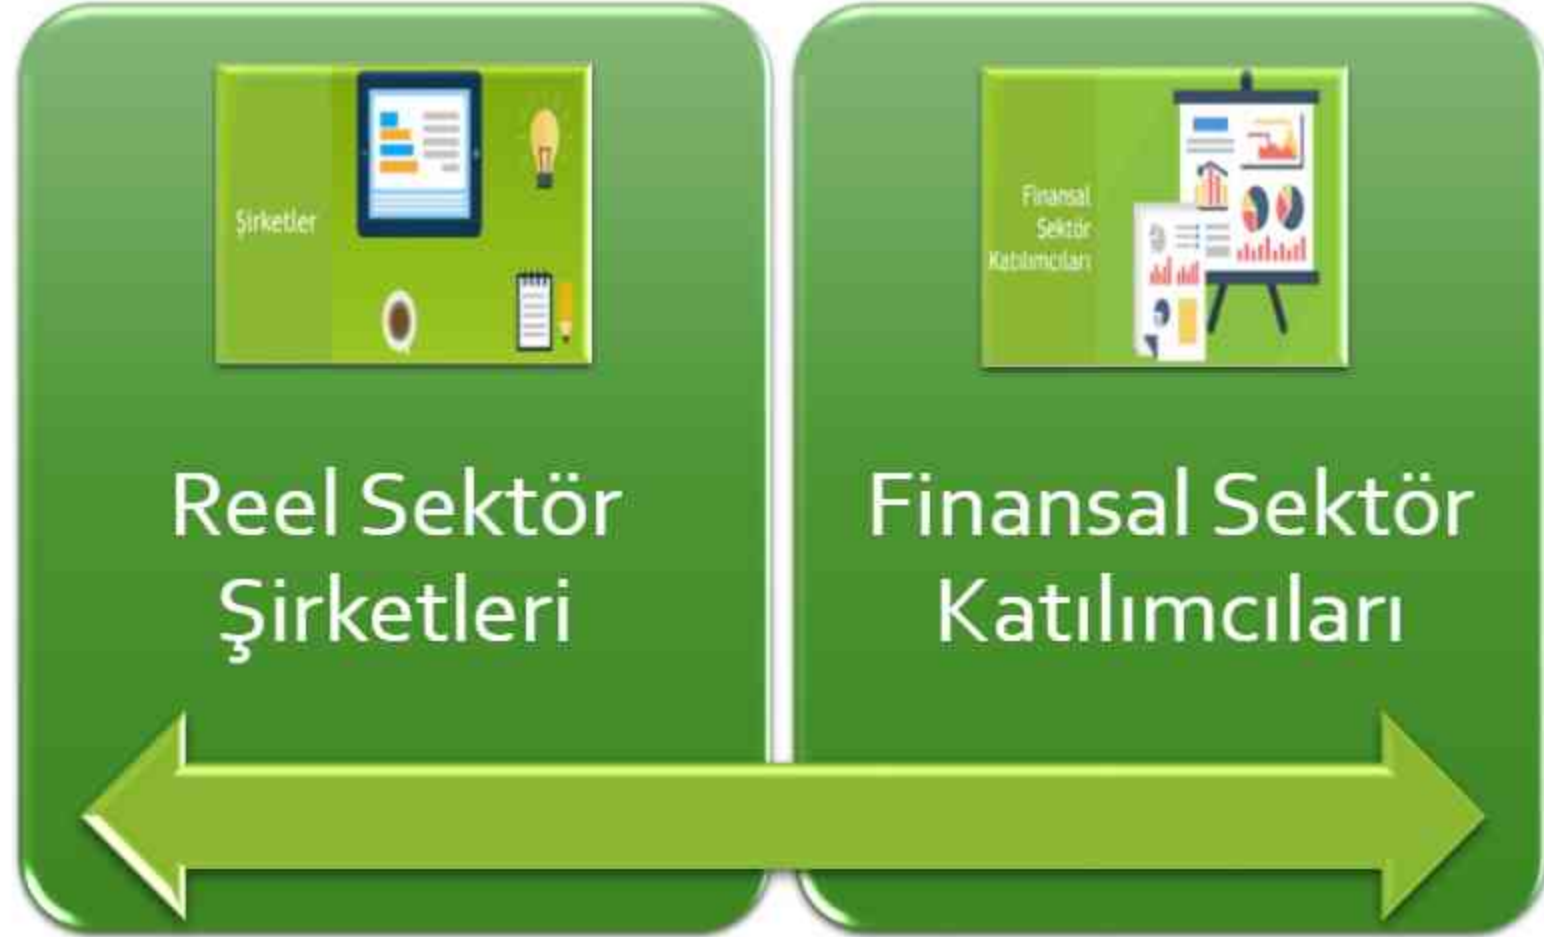 Şirketler
Reel Sektör
Şirketleri
Finansal
Sektör
Katılımcıları
Finansal Sektör
Katılımcıları